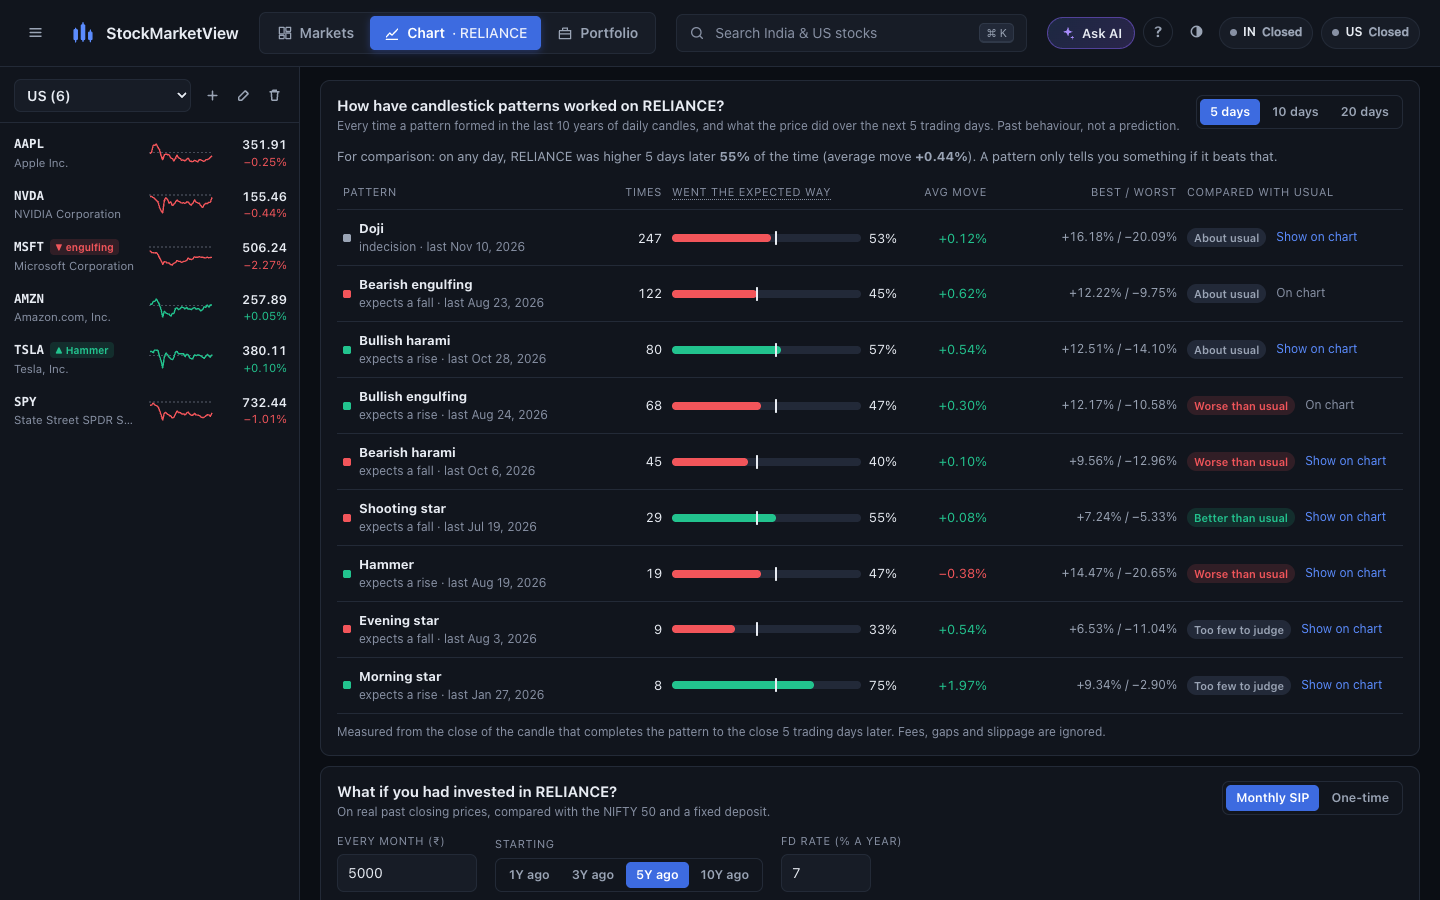 StockMarketView
Markets
Chart · RELIANCE
Portfolio
Search India & US stocks
⌘ K
Ask AI
?
IN Closed
US Closed
US (6)
AAPL 351.91
Apple Inc. −0.25%
NVDA 155.46
NVIDIA Corporation −0.44%
MSFT ▼ engulfing 506.24
Microsoft Corporation −2.27%
AMZN 257.89
Amazon.com, Inc. +0.05%
TSLA ▲ Hammer 380.11
Tesla, Inc. +0.10%
SPY 732.44
State Street SPDR S... −1.01%
How have candlestick patterns worked on RELIANCE?
Every time a pattern formed in the last 10 years of daily candles, and what the price did over the next 5 trading days. Past behaviour, not a prediction.
5 days 10 days 20 days
For comparison: on any day, RELIANCE was higher 5 days later 55% of the time (average move +0.44%). A pattern only tells you something if it beats that.
PATTERN TIMES WENT THE EXPECTED WAY AVG MOVE BEST / WORST COMPARED WITH USUAL
Doji
indecision · last Nov 10, 2026
247 53% +0.12% +16.18% / −20.09% About usual Show on chart
Bearish engulfing
expects a fall · last Aug 23, 2026
122 45% +0.62% +12.22% / −9.75% About usual On chart
Bullish harami
expects a rise · last Oct 28, 2026
80 57% +0.54% +12.51% / −14.10% About usual Show on chart
Bullish engulfing
expects a rise · last Aug 24, 2026
68 47% +0.30% +12.17% / −10.58% Worse than usual On chart
Bearish harami
expects a fall · last Oct 6, 2026
45 40% +0.10% +9.56% / −12.96% Worse than usual Show on chart
Shooting star
expects a fall · last Jul 19, 2026
29 55% +0.08% +7.24% / −5.33% Better than usual Show on chart
Hammer
expects a rise · last Aug 19, 2026
19 47% −0.38% +14.47% / −20.65% Worse than usual Show on chart
Evening star
expects a fall · last Aug 3, 2026
9 33% +0.54% +6.53% / −11.04% Too few to judge Show on chart
Morning star
expects a rise · last Jan 27, 2026
8 75% +1.97% +9.34% / −2.90% Too few to judge Show on chart
Measured from the close of the candle that completes the pattern to the close 5 trading days later. Fees, gaps and slippage are ignored.
What if you had invested in RELIANCE?
On real past closing prices, compared with the NIFTY 50 and a fixed deposit.
Monthly SIP One-time
EVERY MONTH (₹) STARTING FD RATE (% A YEAR)
5000 1Y ago 3Y ago 5Y ago 10Y ago 7